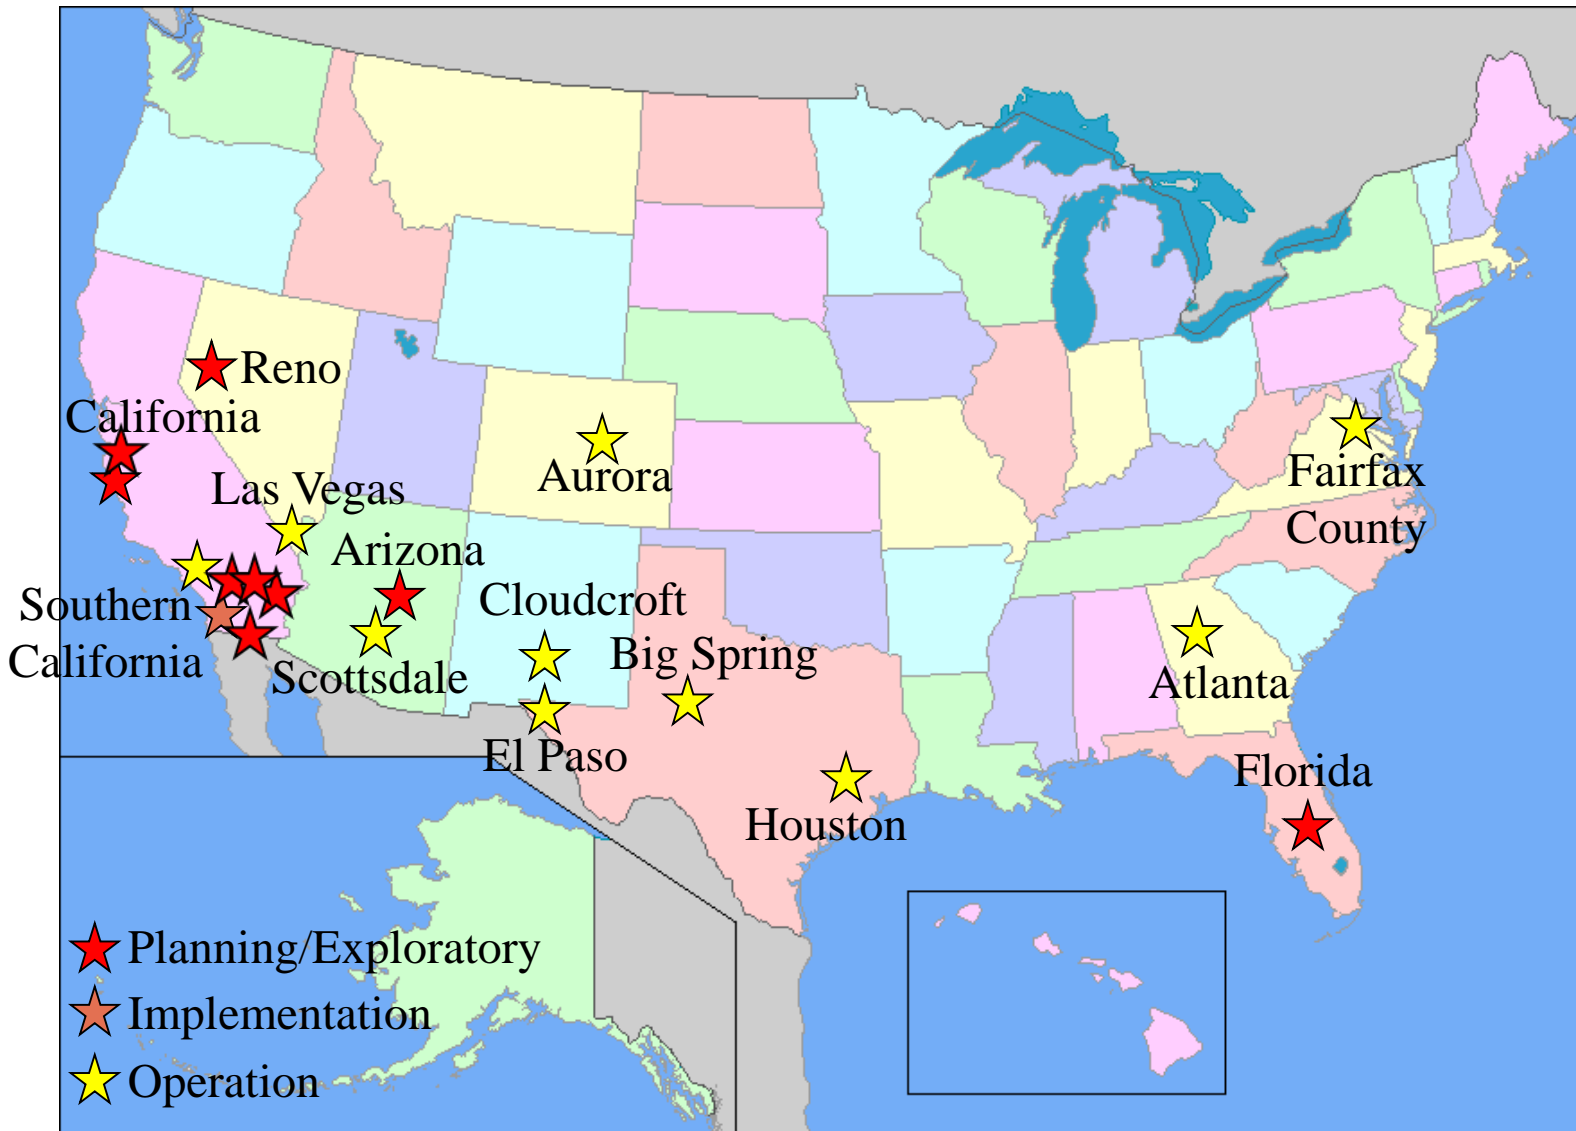 Reno
California
Las Vegas
Aurora
Fairfax
County
Arizona
Southern
California
Cloudcroft
Scottsdale
Big Spring
El Paso
Atlanta
Houston
Florida
Planning/Exploratory
Implementation
Operation